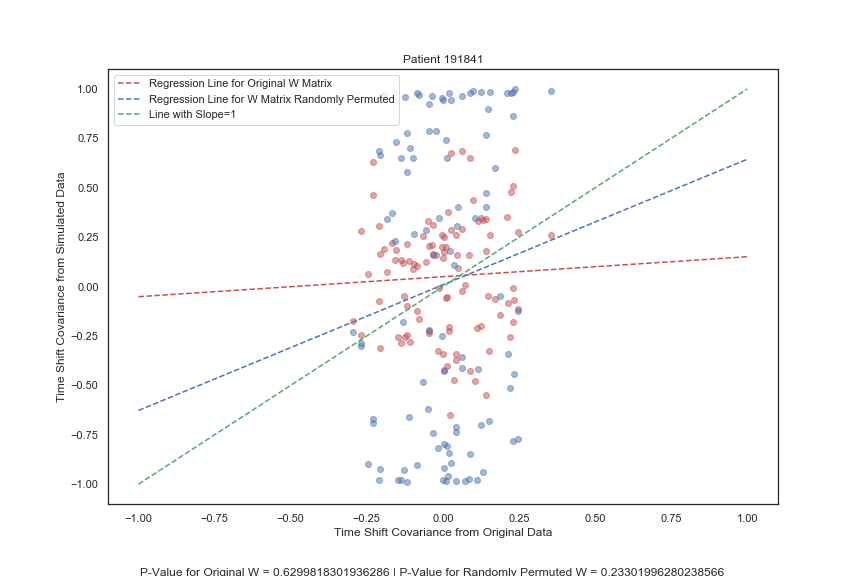 Patient 191841
Regression Line for Original W Matrix
Regression Line for W Matrix Randomly Permuted
Line with Slope=1
1.00
0.75
0.50
0.25
0.00
−0.25
−0.50
−0.75
−1.00
Time Shift Covariance from Simulated Data
−1.00 −0.75 −0.50 −0.25 0.00 0.25 0.50 0.75 1.00
Time Shift Covariance from Original Data
P-Value for Original W = 0.6299818301936286 | P-Value for Randomly Permuted W = 0.23301996280238566